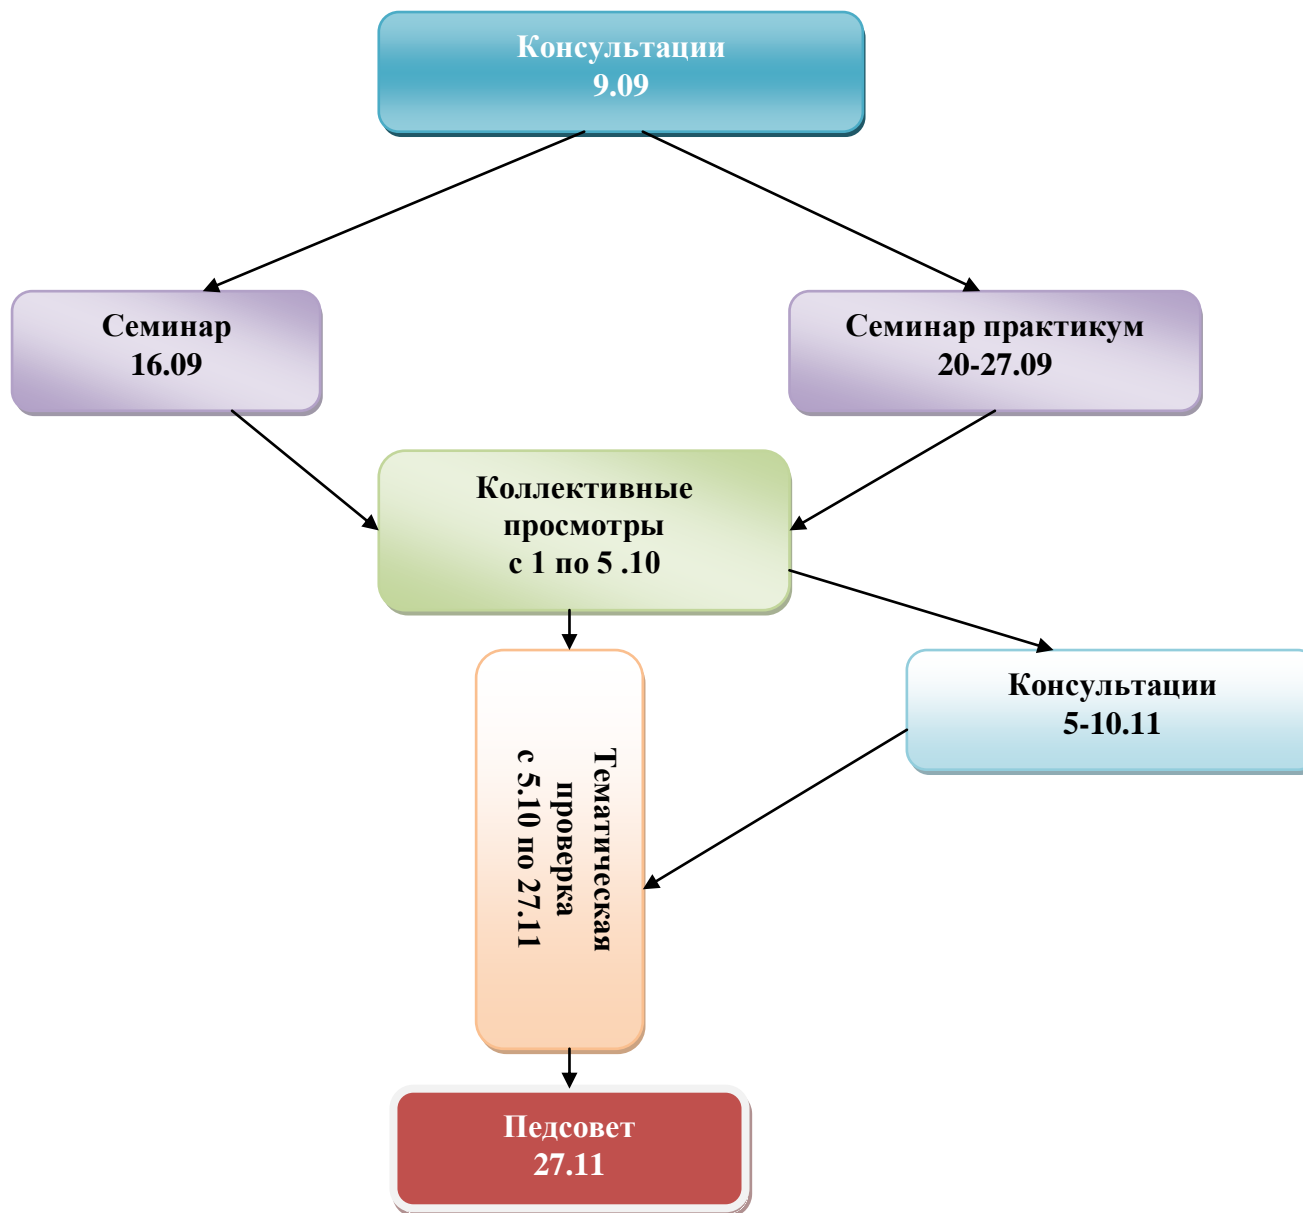 Консультации
9.09
Семинар
16.09
Семинар практикум
20-27.09
Коллективные
просмотры
с 1 по 5 .10
Консультации
5-10.11
Тематическая
проверка
с 5.10 по 27.11
Педсовет
27.11